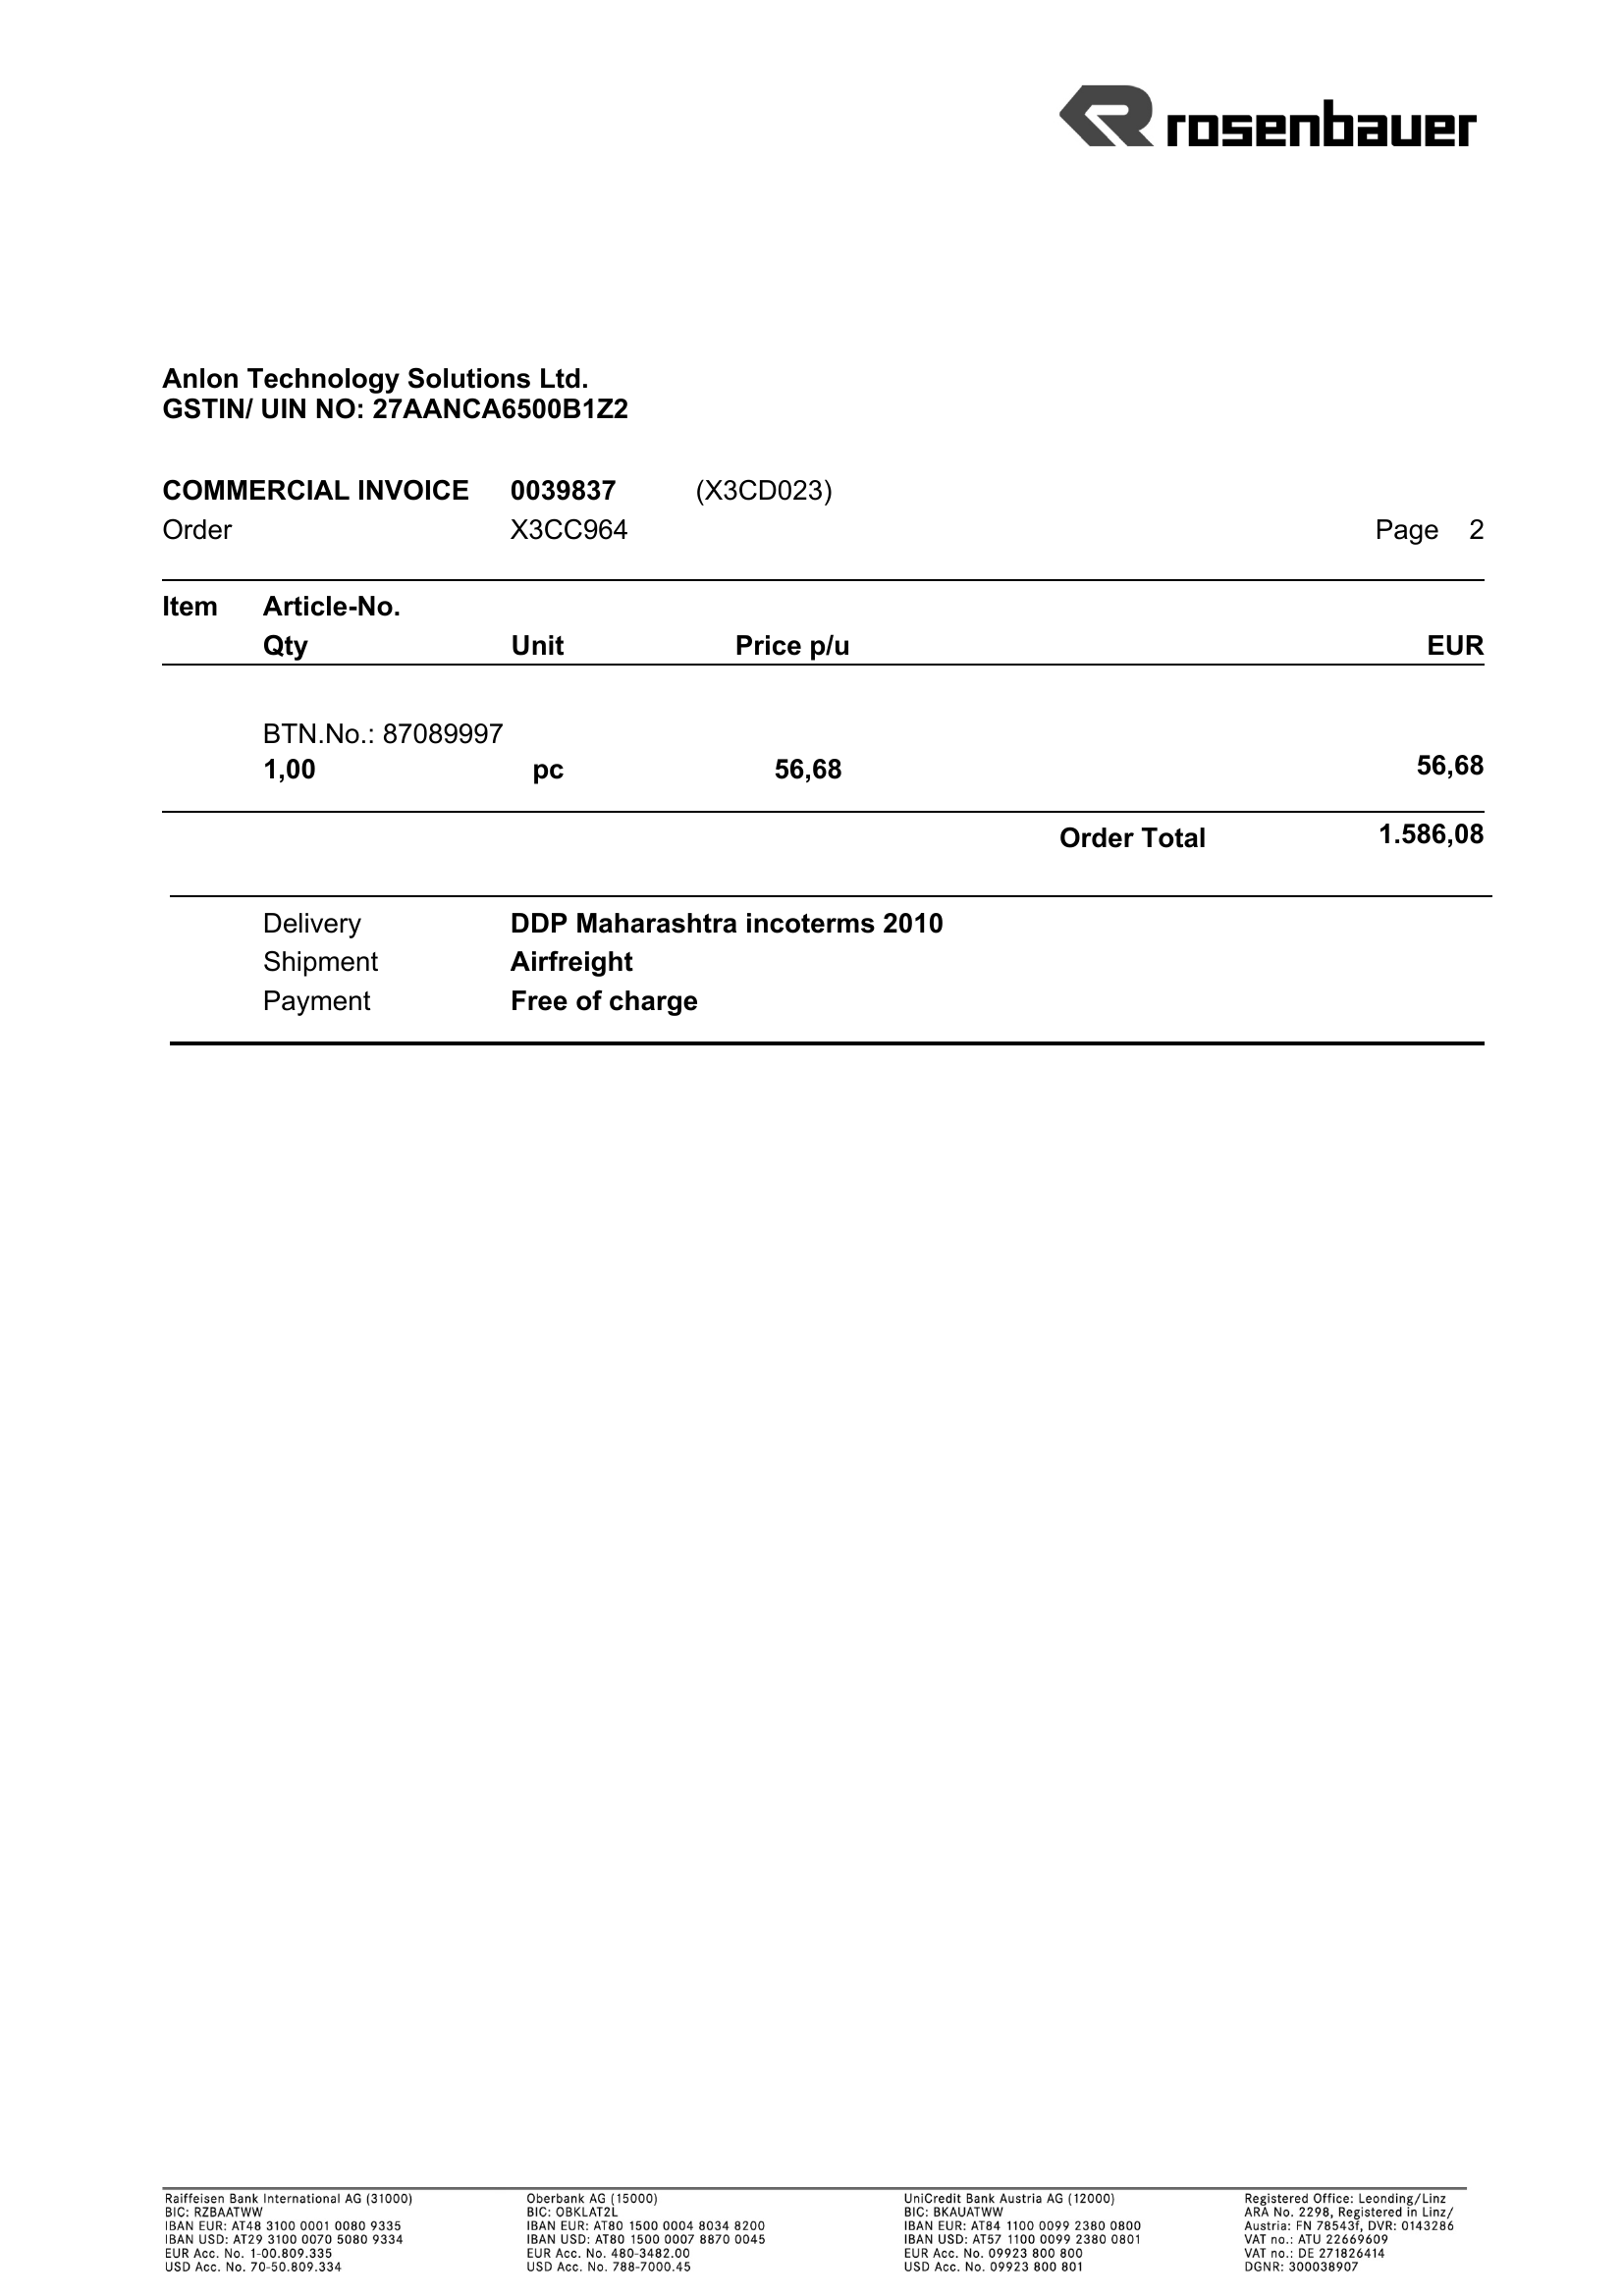 rosenbauer
Anlon Technology Solutions Ltd.
GSTIN/ UIN NO: 27AANCA6500B1Z2
COMMERCIAL INVOICE 0039837 (X3CD023)
Order X3CC964 Page 2
Item Article-No.
Qty Unit Price p/u EUR
BTN.No.: 87089997
1,00 pc 56,68 56,68
Order Total 1.586,08
Delivery DDP Maharashtra incoterms 2010
Shipment Airfreight
Payment Free of charge
Raiffeisen Bank International AG (31000)
BIC: RZBAATWW
IBAN EUR: AT48 3100 0001 0080 9335
IBAN USD: AT29 3100 0070 5080 9334
EUR Acc. No. 1-00.809.335
USD Acc. No. 70-50.809.334
Oberbank AG (15000)
BIC: OBKLAT2L
IBAN EUR: AT80 1500 0004 8034 8200
IBAN USD: AT80 1500 0007 8870 0045
EUR Acc. No. 480-3482.00
USD Acc. No. 788-7000.45
UniCredit Bank Austria AG (12000)
BIC: BKAUATWW
IBAN EUR: AT84 1100 0099 2380 0800
IBAN USD: AT57 1100 0099 2380 0801
EUR Acc. No. 09923 800 800
USD Acc. No. 09923 800 801
Registered Office: Leonding/Linz
ARA No. 2298, Registered in Linz/
Austria: FN 78543f, DVR: 0143286
VAT no.: ATU 22669609
VAT no.: DE 271826414
DGNR: 300038907